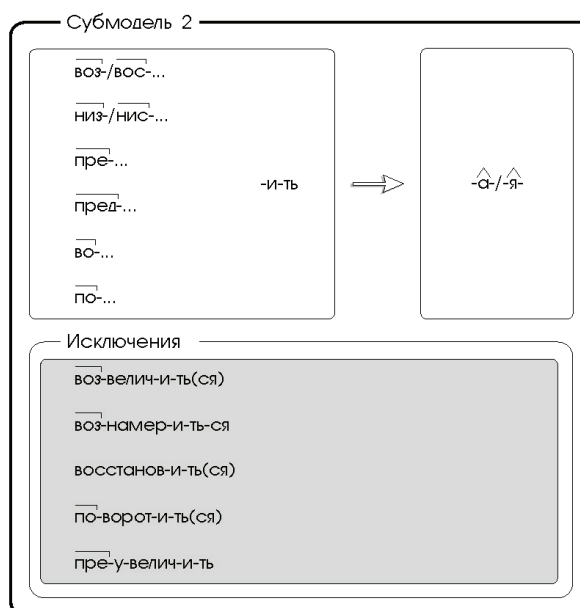 Субмодель 2
воз-/вос-...
низ-/нис-...
пре-...
-и-ть
-а-/-я-
пред-...
во-...
по-...
Исключения
воз-велич-и-ть(ся)
воз-намер-и-ть-ся
восстанов-и-ть(ся)
по-ворот-и-ть(ся)
пре-у-велич-и-ть